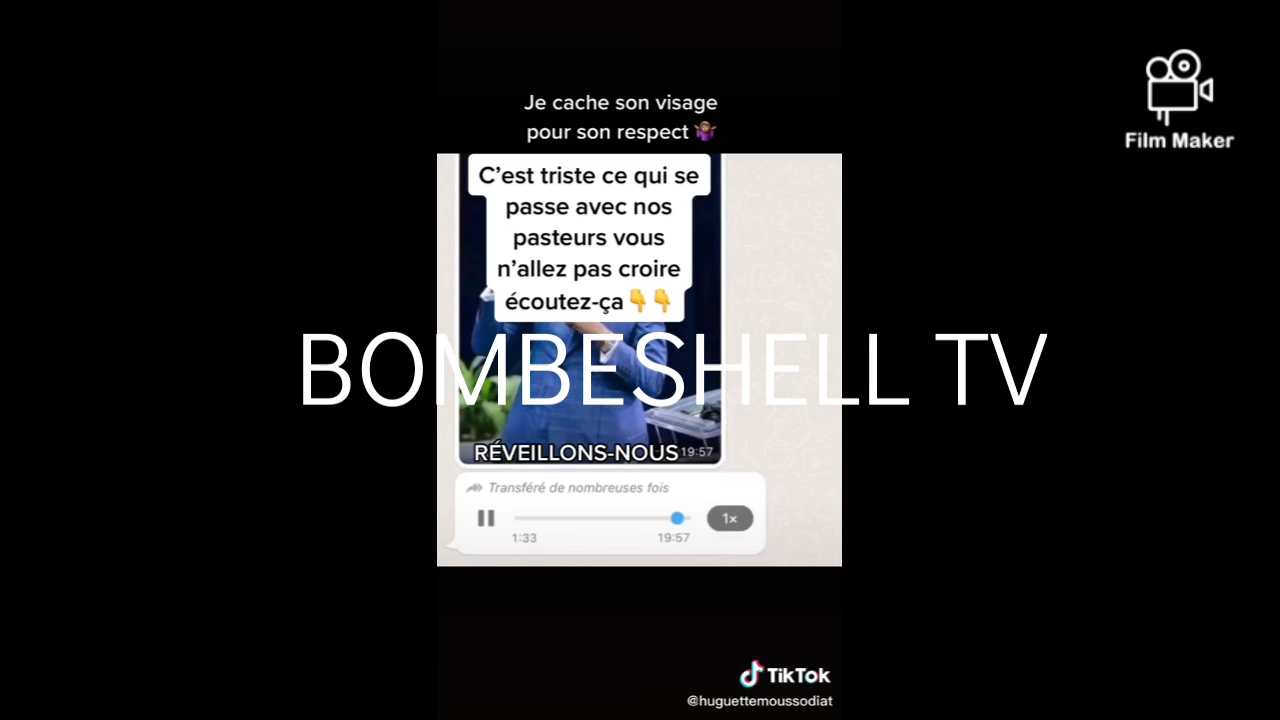 Je cache son visage
pour son respect 🤷🏾‍♀️
Film Maker
C'est triste ce qui se
passe avec nos
pasteurs vous
n'allez pas croire
écoutez-ça👇👇
BOMBESHELL TV
RÉVEILLONS-NOUS 19:57
Transféré de nombreuses fois
1×
1:33 19:57
TikTok
@huguettemoussodiat